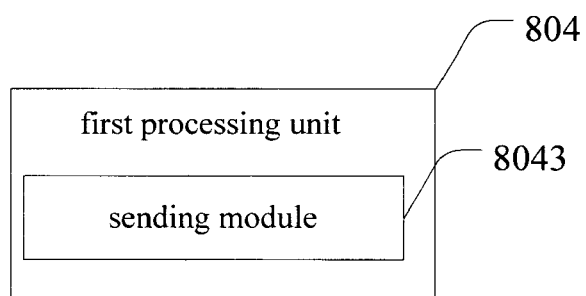 804
first processing unit
8043
sending module